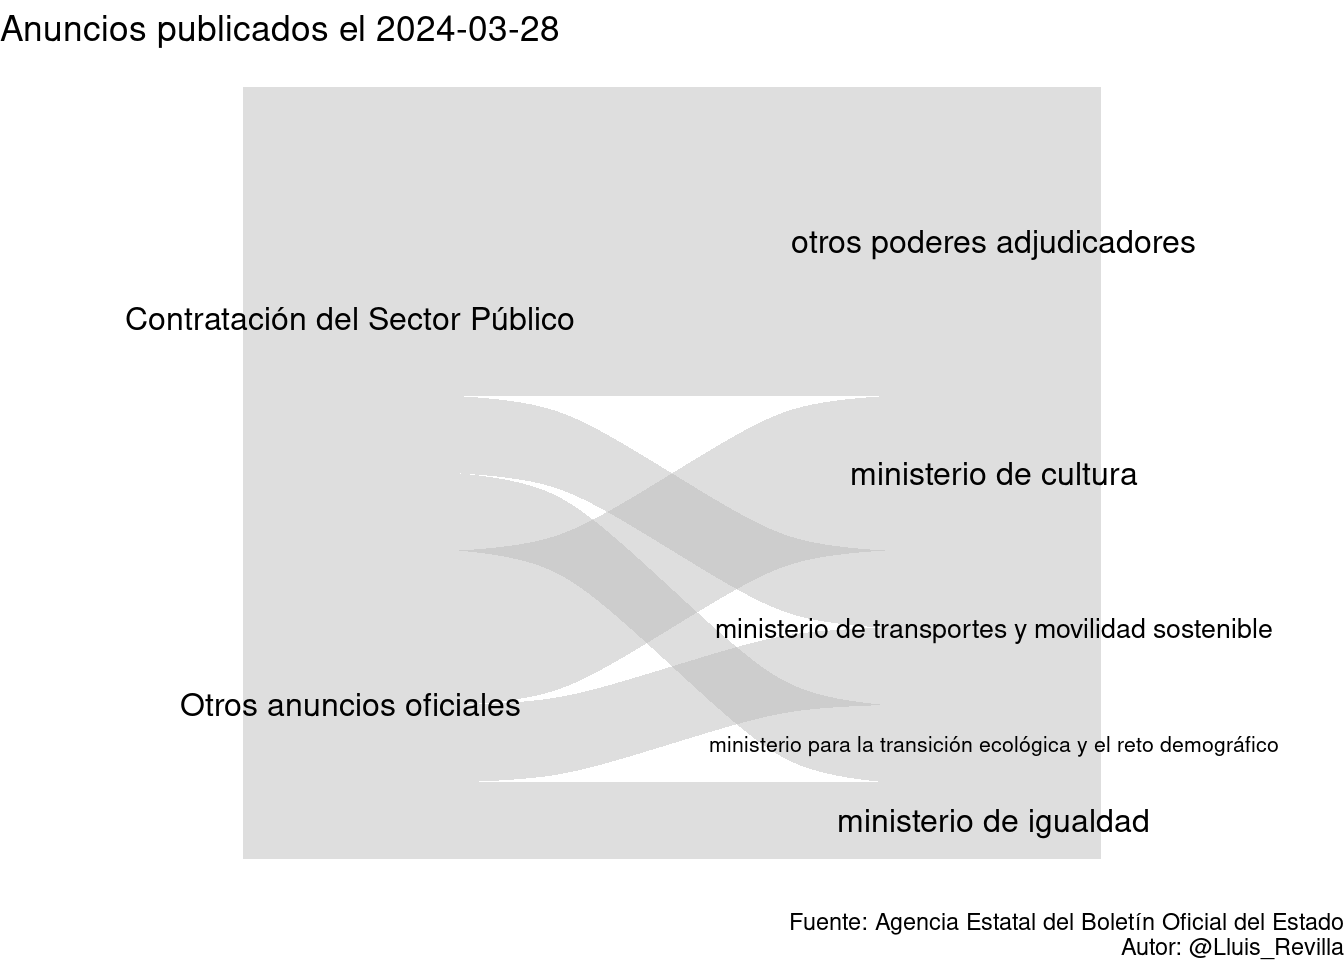 Anuncios publicados el 2024-03-28
otros poderes adjudicadores
Contratación del Sector Público
ministerio de cultura
ministerio de transportes y movilidad sostenible
Otros anuncios oficiales
ministerio para la transición ecológica y el reto demográfico
ministerio de igualdad
Fuente: Agencia Estatal del Boletín Oficial del Estado
Autor: @Lluis_Revilla